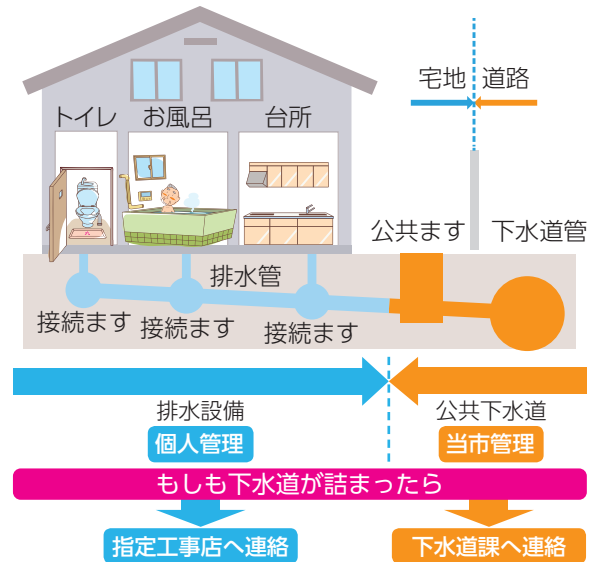 宅地 道路
トイレ お風呂 台所
公共ます 下水道管
排水管
接続ます 接続ます 接続ます
排水設備 公共下水道
個人管理 当市管理
もしも下水道が詰まったら
指定工事店へ連絡 下水道課へ連絡